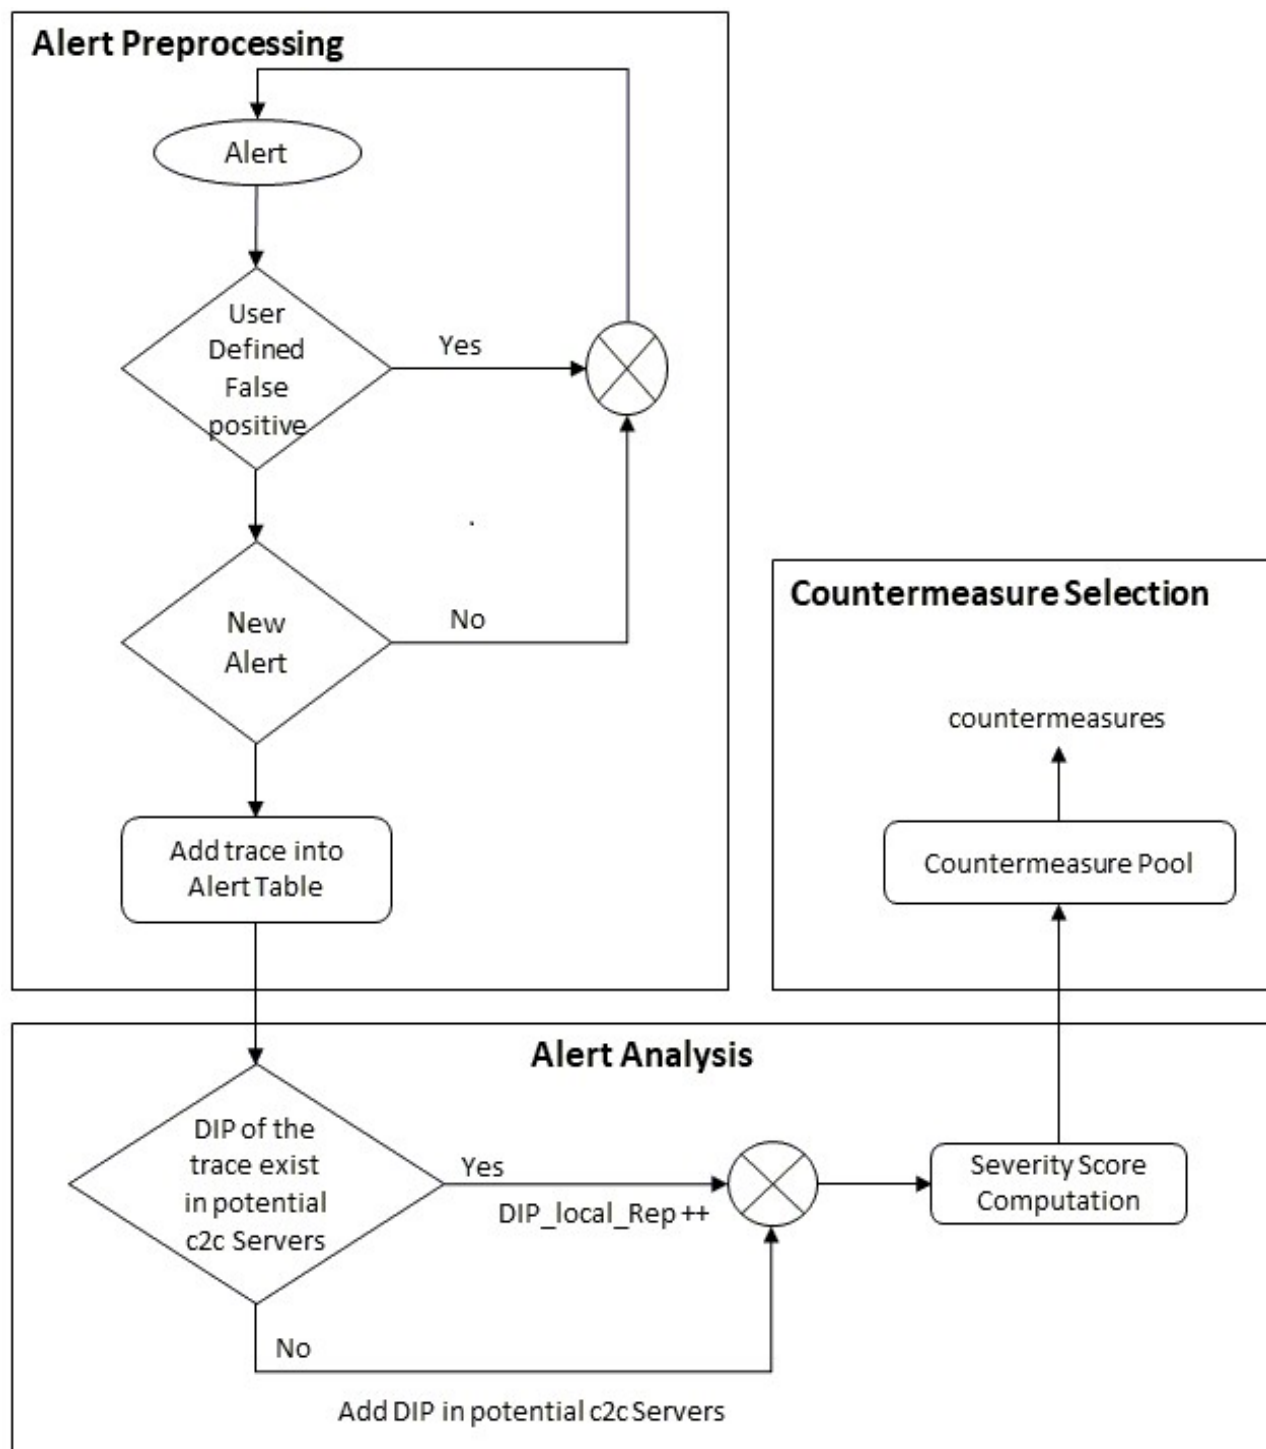 Alert Preprocessing
Alert
User
Defined
False
positive
Yes
New
Alert
No
Add trace into
Alert Table
Countermeasure Selection
countermeasures
Countermeasure Pool
Alert Analysis
DIP of the
trace exist
in potential
c2c Servers
Yes
DIP_local_Rep ++
Severity Score
Computation
No
Add DIP in potential c2c Servers